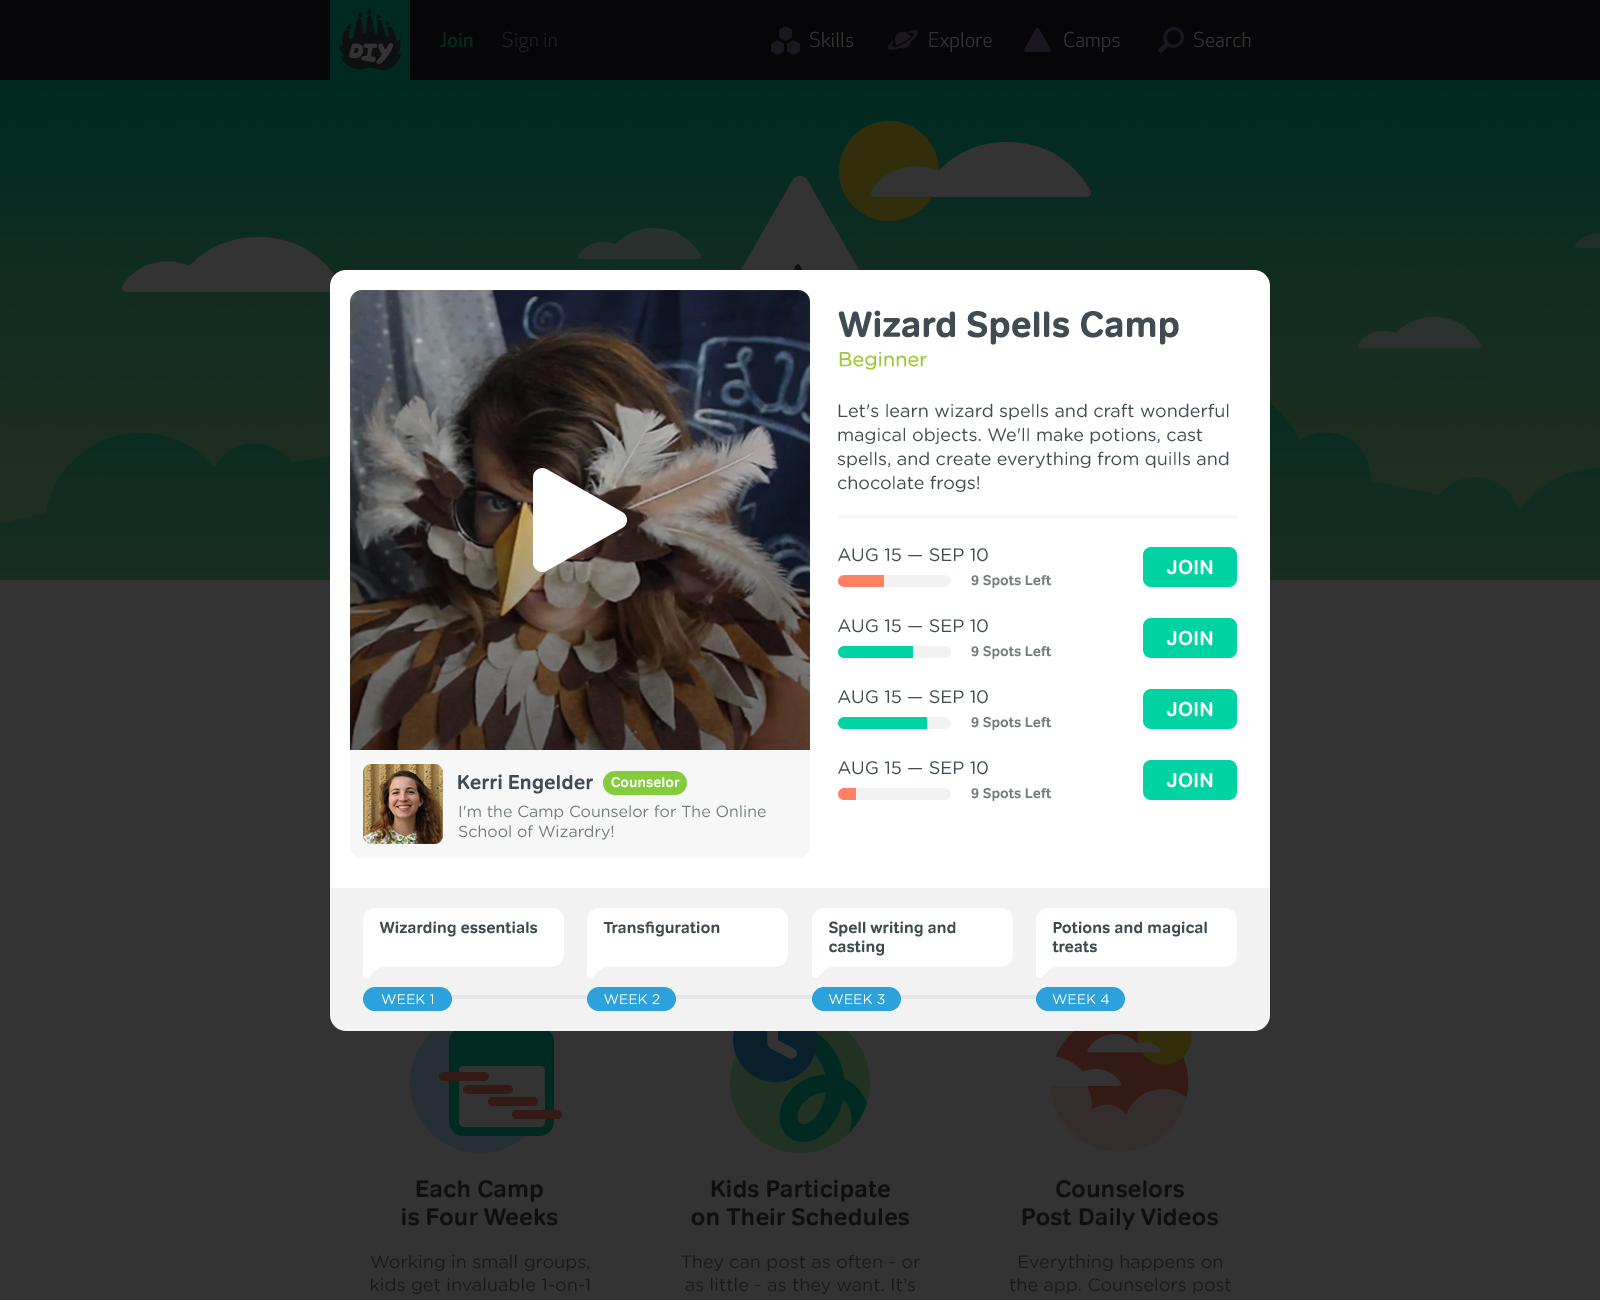 DIY
Join
Sign in
Skills
Explore
Camps
Search
Wizard Spells Camp
Beginner
Let's learn wizard spells and craft wonderful
magical objects. We'll make potions, cast
spells, and create everything from quills and
chocolate frogs!
AUG 15 — SEP 10
9 Spots Left
JOIN
AUG 15 — SEP 10
9 Spots Left
JOIN
AUG 15 — SEP 10
9 Spots Left
JOIN
AUG 15 — SEP 10
9 Spots Left
JOIN
Kerri Engelder
Counselor
I'm the Camp Counselor for The Online
School of Wizardry!
Wizarding essentials
WEEK 1
Transfiguration
WEEK 2
Spell writing and
casting
WEEK 3
Potions and magical
treats
WEEK 4
Each Camp
is Four Weeks
Working in small groups,
kids get invaluable 1-on-1
Kids Participate
on Their Schedules
They can post as often - or
as little - as they want. It's
Counselors
Post Daily Videos
Everything happens on
the app. Counselors post